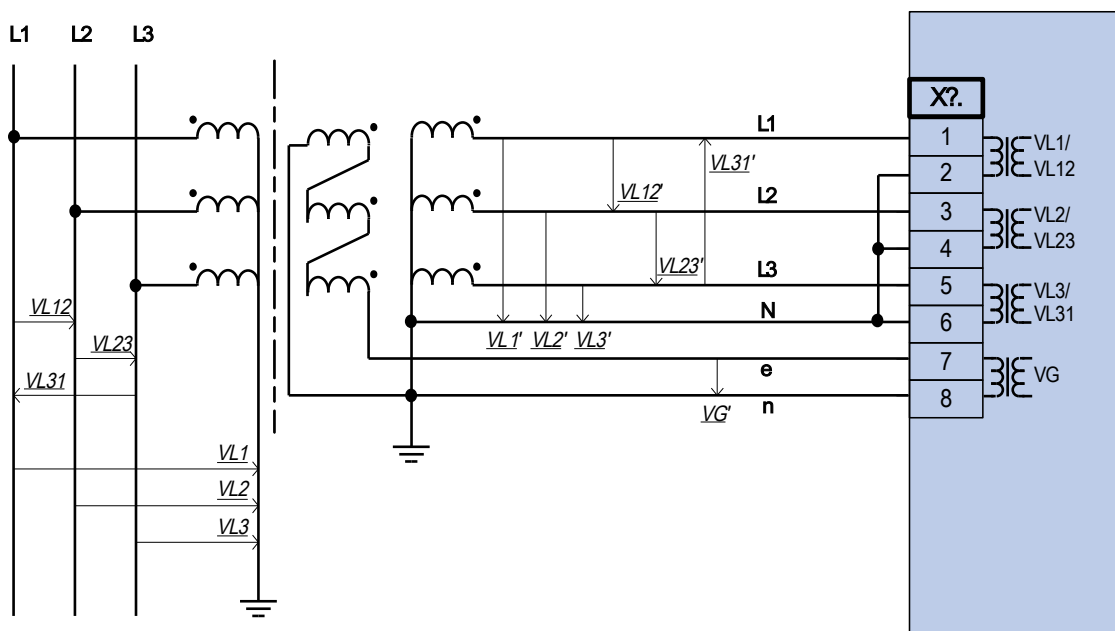 L1 L2 L3
X?.
L1
1
VL1/
VL12
VL31'
2
VL12'
L2
3
VL2/
VL23
4
VL23'
L3
5
VL3/
VL31
VL12
N
6
VL1' VL2' VL3'
VL23
7
e
VG
VL31
8
n
VG'
VL1
VL2
VL3